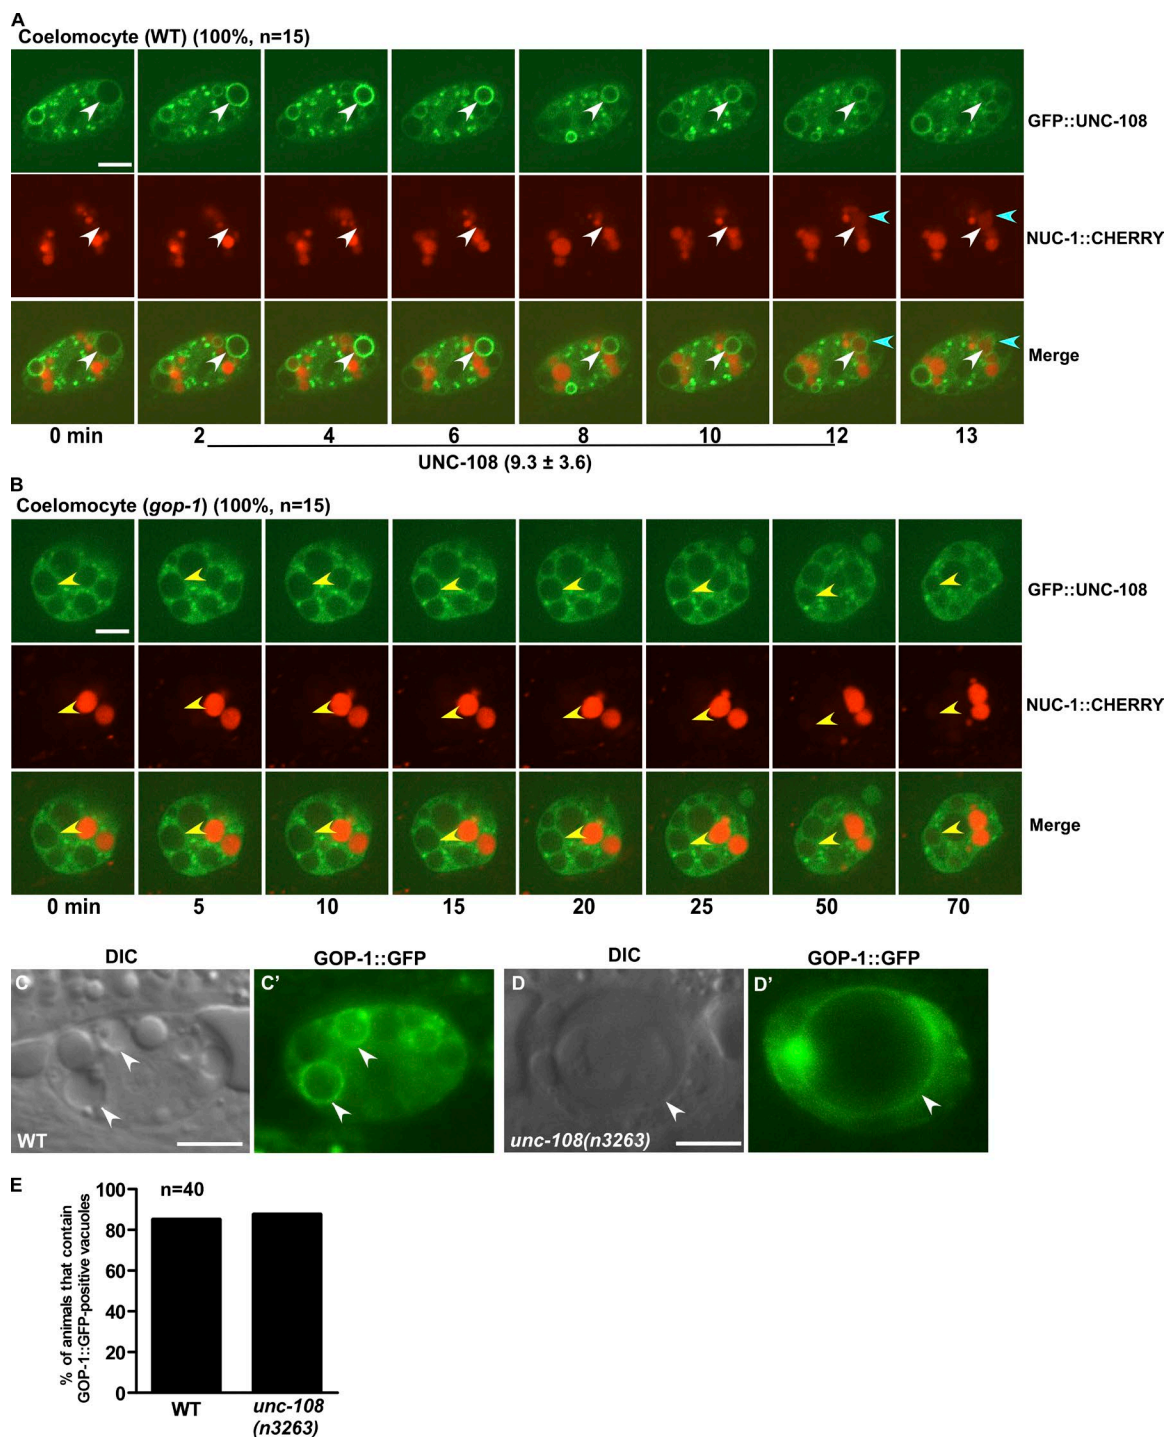 A
Coelomocyte (WT) (100%, n=15)
GFP::UNC-108
NUC-1::CHERRY
Merge
0 min 2 4 6 8 10 12 13
UNC-108 (9.3 ± 3.6)
B
Coelomocyte (gop-1) (100%, n=15)
GFP::UNC-108
NUC-1::CHERRY
Merge
0 min 5 10 15 20 25 50 70
DIC GOP-1::GFP DIC GOP-1::GFP
C C’ D D’
WT unc-108(n3263)
E
% of animals that contain
GOP-1::GFP-positive vacuoles
100
80
60
40
20
0
n=40
WT unc-108
(n3263)